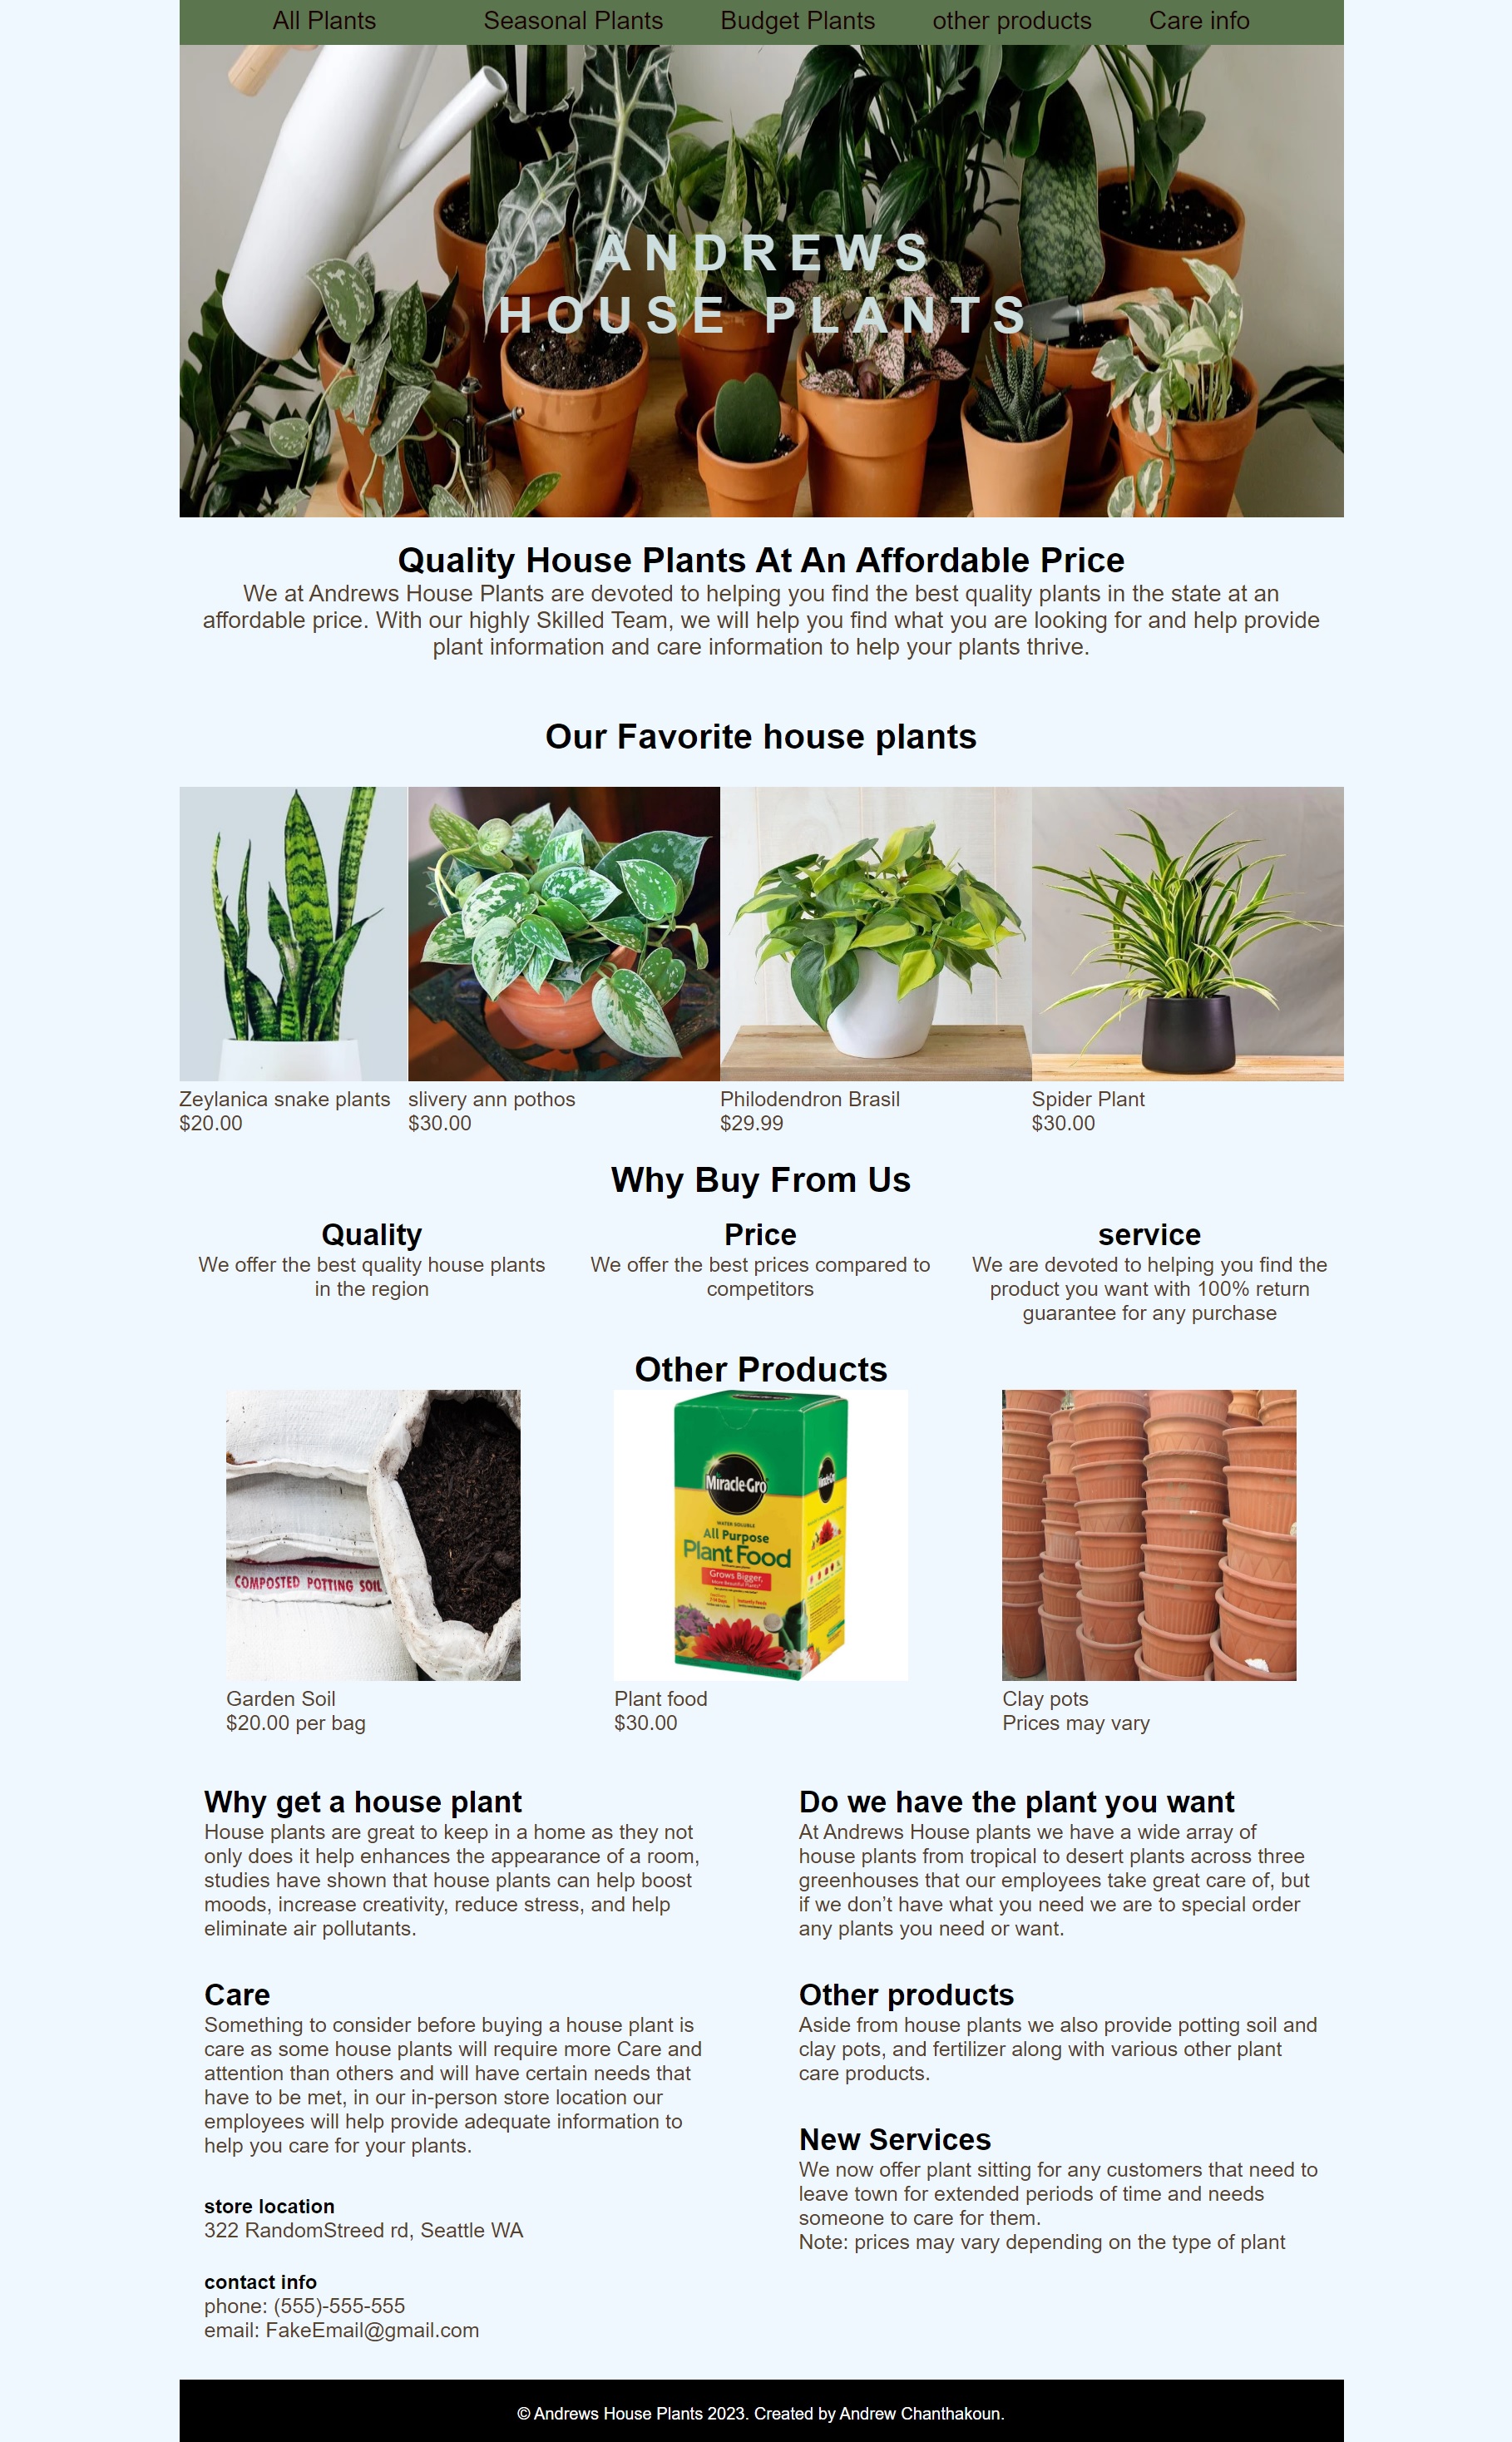 All Plants Seasonal Plants Budget Plants other products Care info
ANDREWS
HOUSE PLANTS
Quality House Plants At An Affordable Price
We at Andrews House Plants are devoted to helping you find the best quality plants in the state at an
affordable price. With our highly Skilled Team, we will help you find what you are looking for and help provide
plant information and care information to help your plants thrive.
Our Favorite house plants
Zeylanica snake plants
$20.00
slivery ann pothos
$30.00
Philodendron Brasil
$29.99
Spider Plant
$30.00
Why Buy From Us
Quality
We offer the best quality house plants
in the region
Price
We offer the best prices compared to
competitors
service
We are devoted to helping you find the
product you want with 100% return
guarantee for any purchase
Other Products
COMPOSTED POTTING SOIL
Garden Soil
$20.00 per bag
Miracle-Gro
WATER SOLUBLE
All Purpose
Plant Food
Grows Bigger,
More Beautiful Plants*
Plant food
$30.00
Clay pots
Prices may vary
Why get a house plant
House plants are great to keep in a home as they not
only does it help enhances the appearance of a room,
studies have shown that house plants can help boost
moods, increase creativity, reduce stress, and help
eliminate air pollutants.
Care
Something to consider before buying a house plant is
care as some house plants will require more Care and
attention than others and will have certain needs that
have to be met, in our in-person store location our
employees will help provide adequate information to
help you care for your plants.
store location
322 RandomStreed rd, Seattle WA
contact info
phone: (555)-555-555
email: FakeEmail@gmail.com
Do we have the plant you want
At Andrews House plants we have a wide array of
house plants from tropical to desert plants across three
greenhouses that our employees take great care of, but
if we don’t have what you need we are to special order
any plants you need or want.
Other products
Aside from house plants we also provide potting soil and
clay pots, and fertilizer along with various other plant
care products.
New Services
We now offer plant sitting for any customers that need to
leave town for extended periods of time and needs
someone to care for them.
Note: prices may vary depending on the type of plant
© Andrews House Plants 2023. Created by Andrew Chanthakoun.